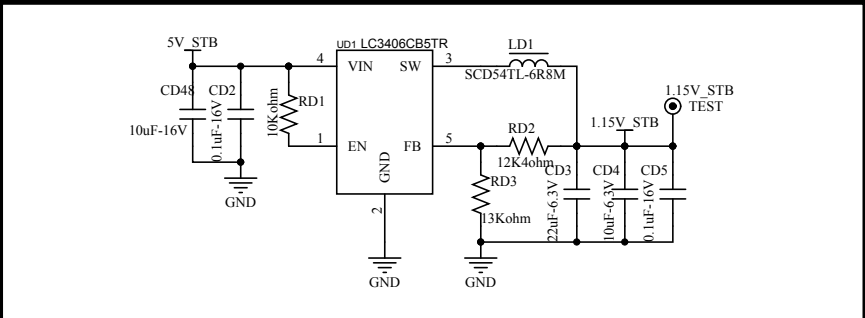 5V_STB
UD1 LC3406CB5TR
LD1
4
VIN
SW
3
SCD54TL-6R8M
1.15V_STB
TEST
CD48
CD2
RD1
10Kohm
10uF-16V
0.1uF-16V
1
EN
FB
5
RD2
12K4ohm
1.15V_STB
GND
2
RD3
13Kohm
CD3
22uF-6.3V
CD4
10uF-6.3V
CD5
0.1uF-16V
GND
GND
GND